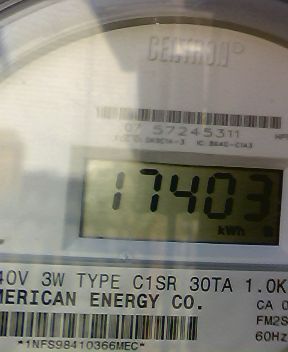 CENTRON
07 57245311
17403
kWh
40V 3W TYPE C1SR 30TA 1.0K
MERICAN ENERGY CO.
CA 0
FM2S
60Hz
*1NFS98410366MEC*